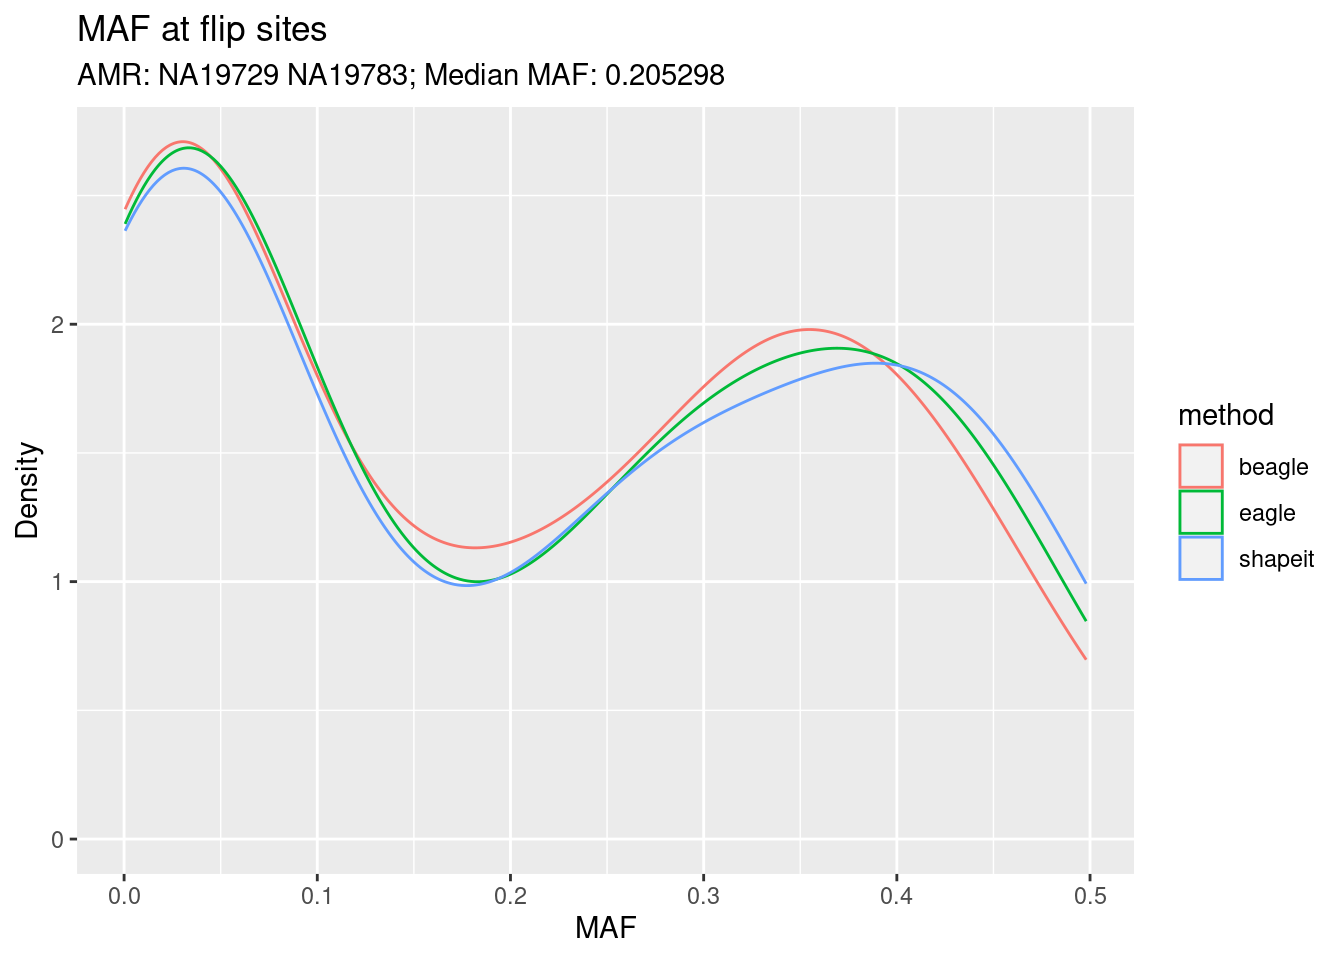 MAF at flip sites
AMR: NA19729 NA19783; Median MAF: 0.205298
Density
2
1
0
0.0
0.1
0.2
0.3
0.4
0.5
MAF
method
beagle
eagle
shapeit